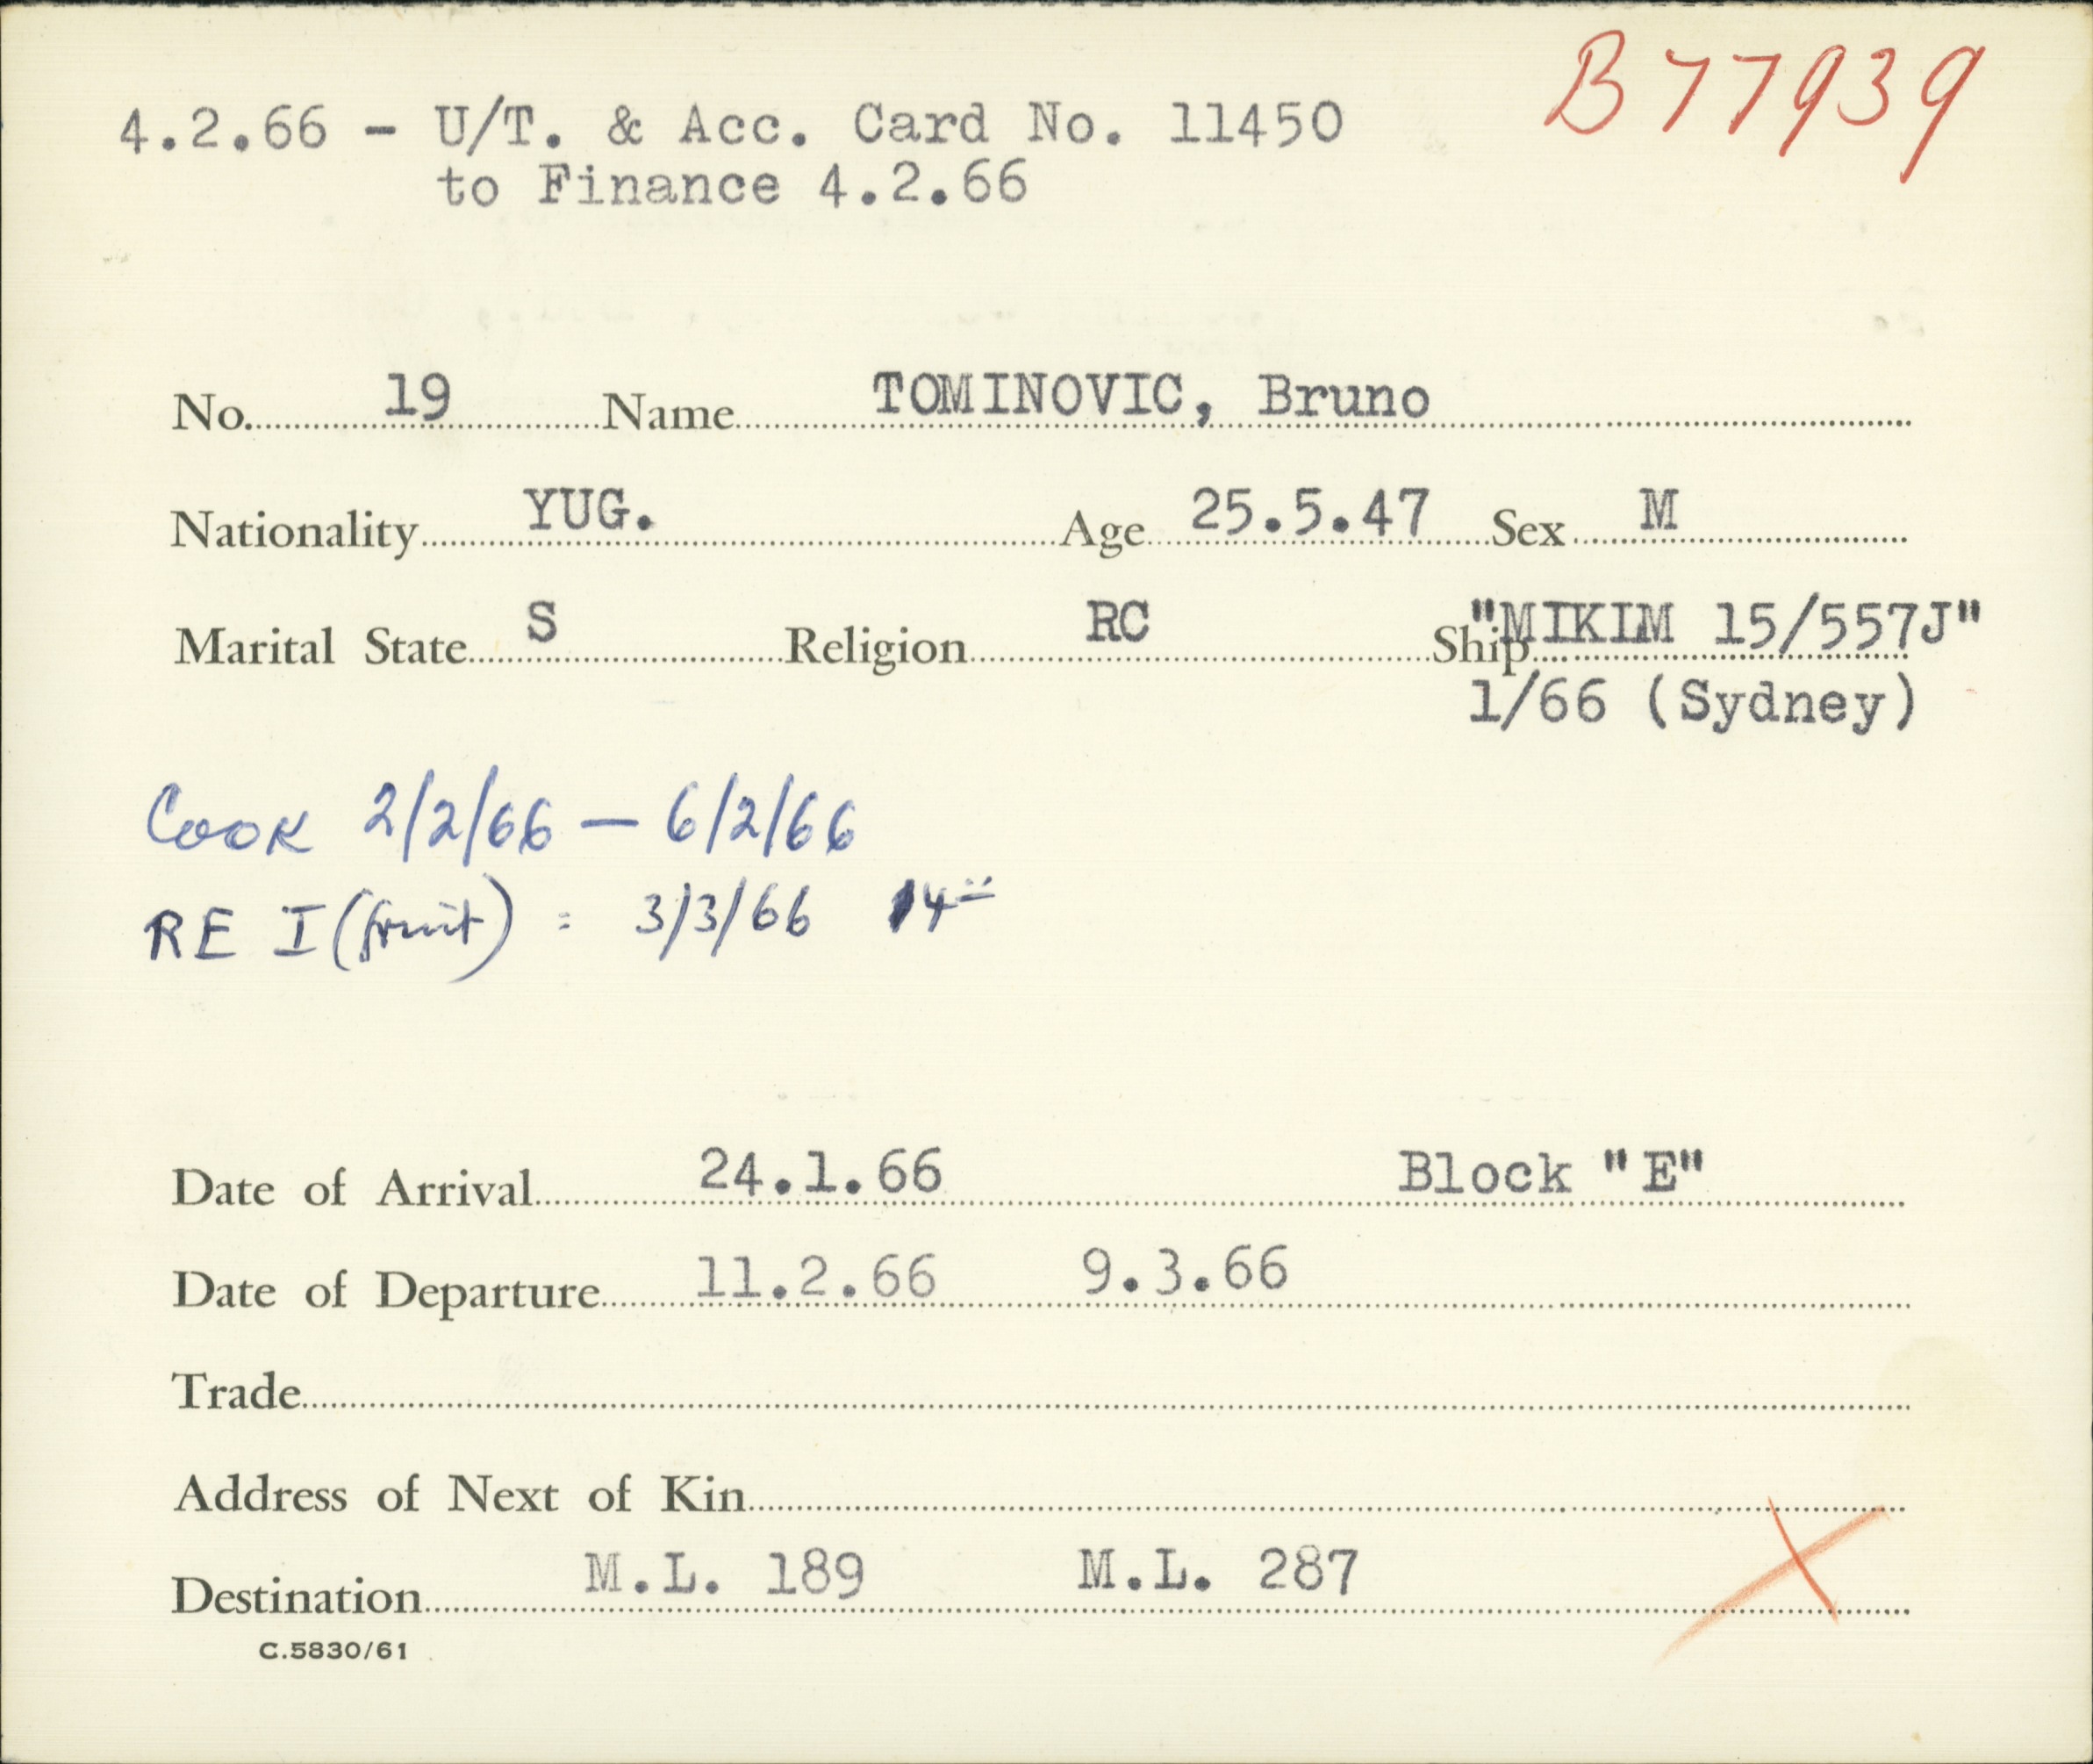 B77939
4.2.66 - U/T. & Acc. Card No. 11450
to Finance 4.2.66
No. 19 Name TOMINOVIC, Bruno
Nationality YUG. Age 25.5.47 Sex M
Marital State S Religion RC Ship "MIKIM 15/557J"
1/66 (Sydney)
Cook 2/2/66 — 6/2/66
RE I (fruit) : 3/3/66 14
Date of Arrival 24.1.66 Block "E"
Date of Departure 11.2.66 9.3.66
Trade
Address of Next of Kin
Destination M.L. 189 M.L. 287
C.5830/61